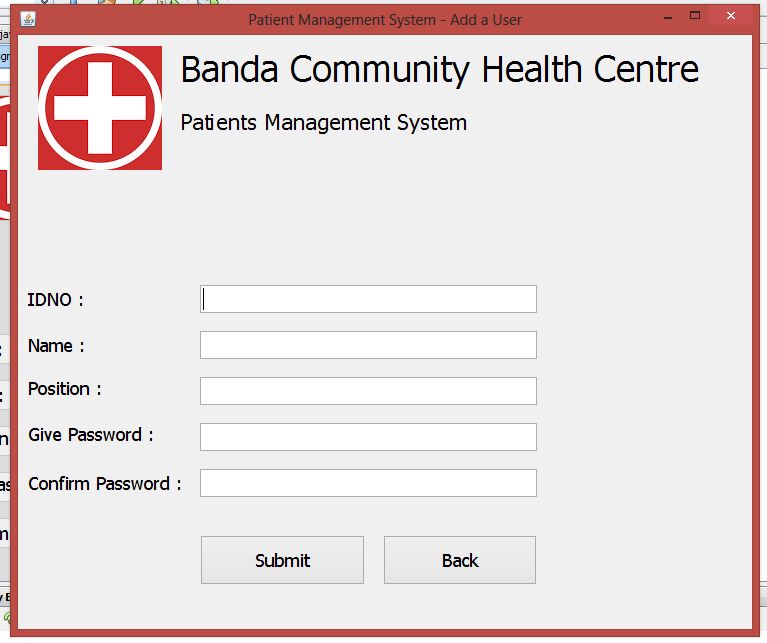 Patient Management System - Add a User
Banda Community Health Centre
Patients Management System
IDNO :
Name :
Position :
Give Password :
Confirm Password :
Submit
Back